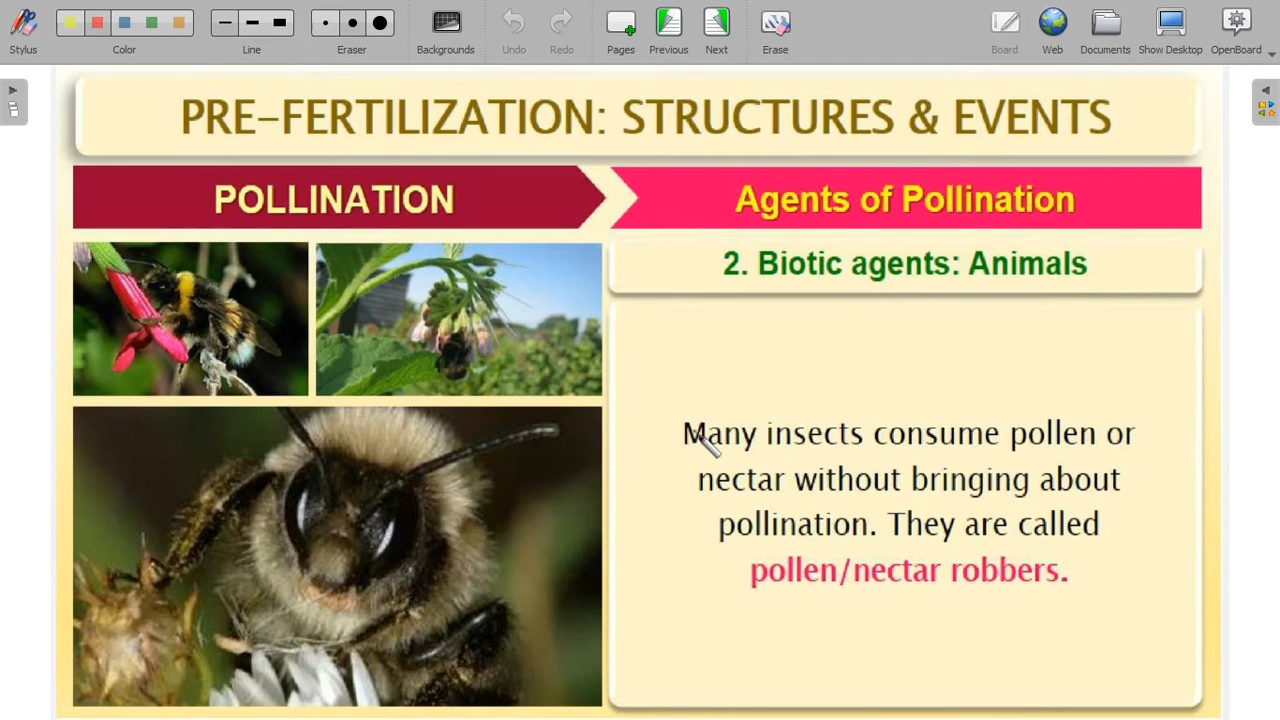 Stylus
Color
Line
Eraser
Backgrounds
Undo
Redo
Pages
Previous
Next
Erase
Board
Web
Documents
Show Desktop
OpenBoard
PRE-FERTILIZATION: STRUCTURES & EVENTS
POLLINATION
Agents of Pollination
2. Biotic agents: Animals
Many insects consume pollen or
nectar without bringing about
pollination. They are called
pollen/nectar robbers.